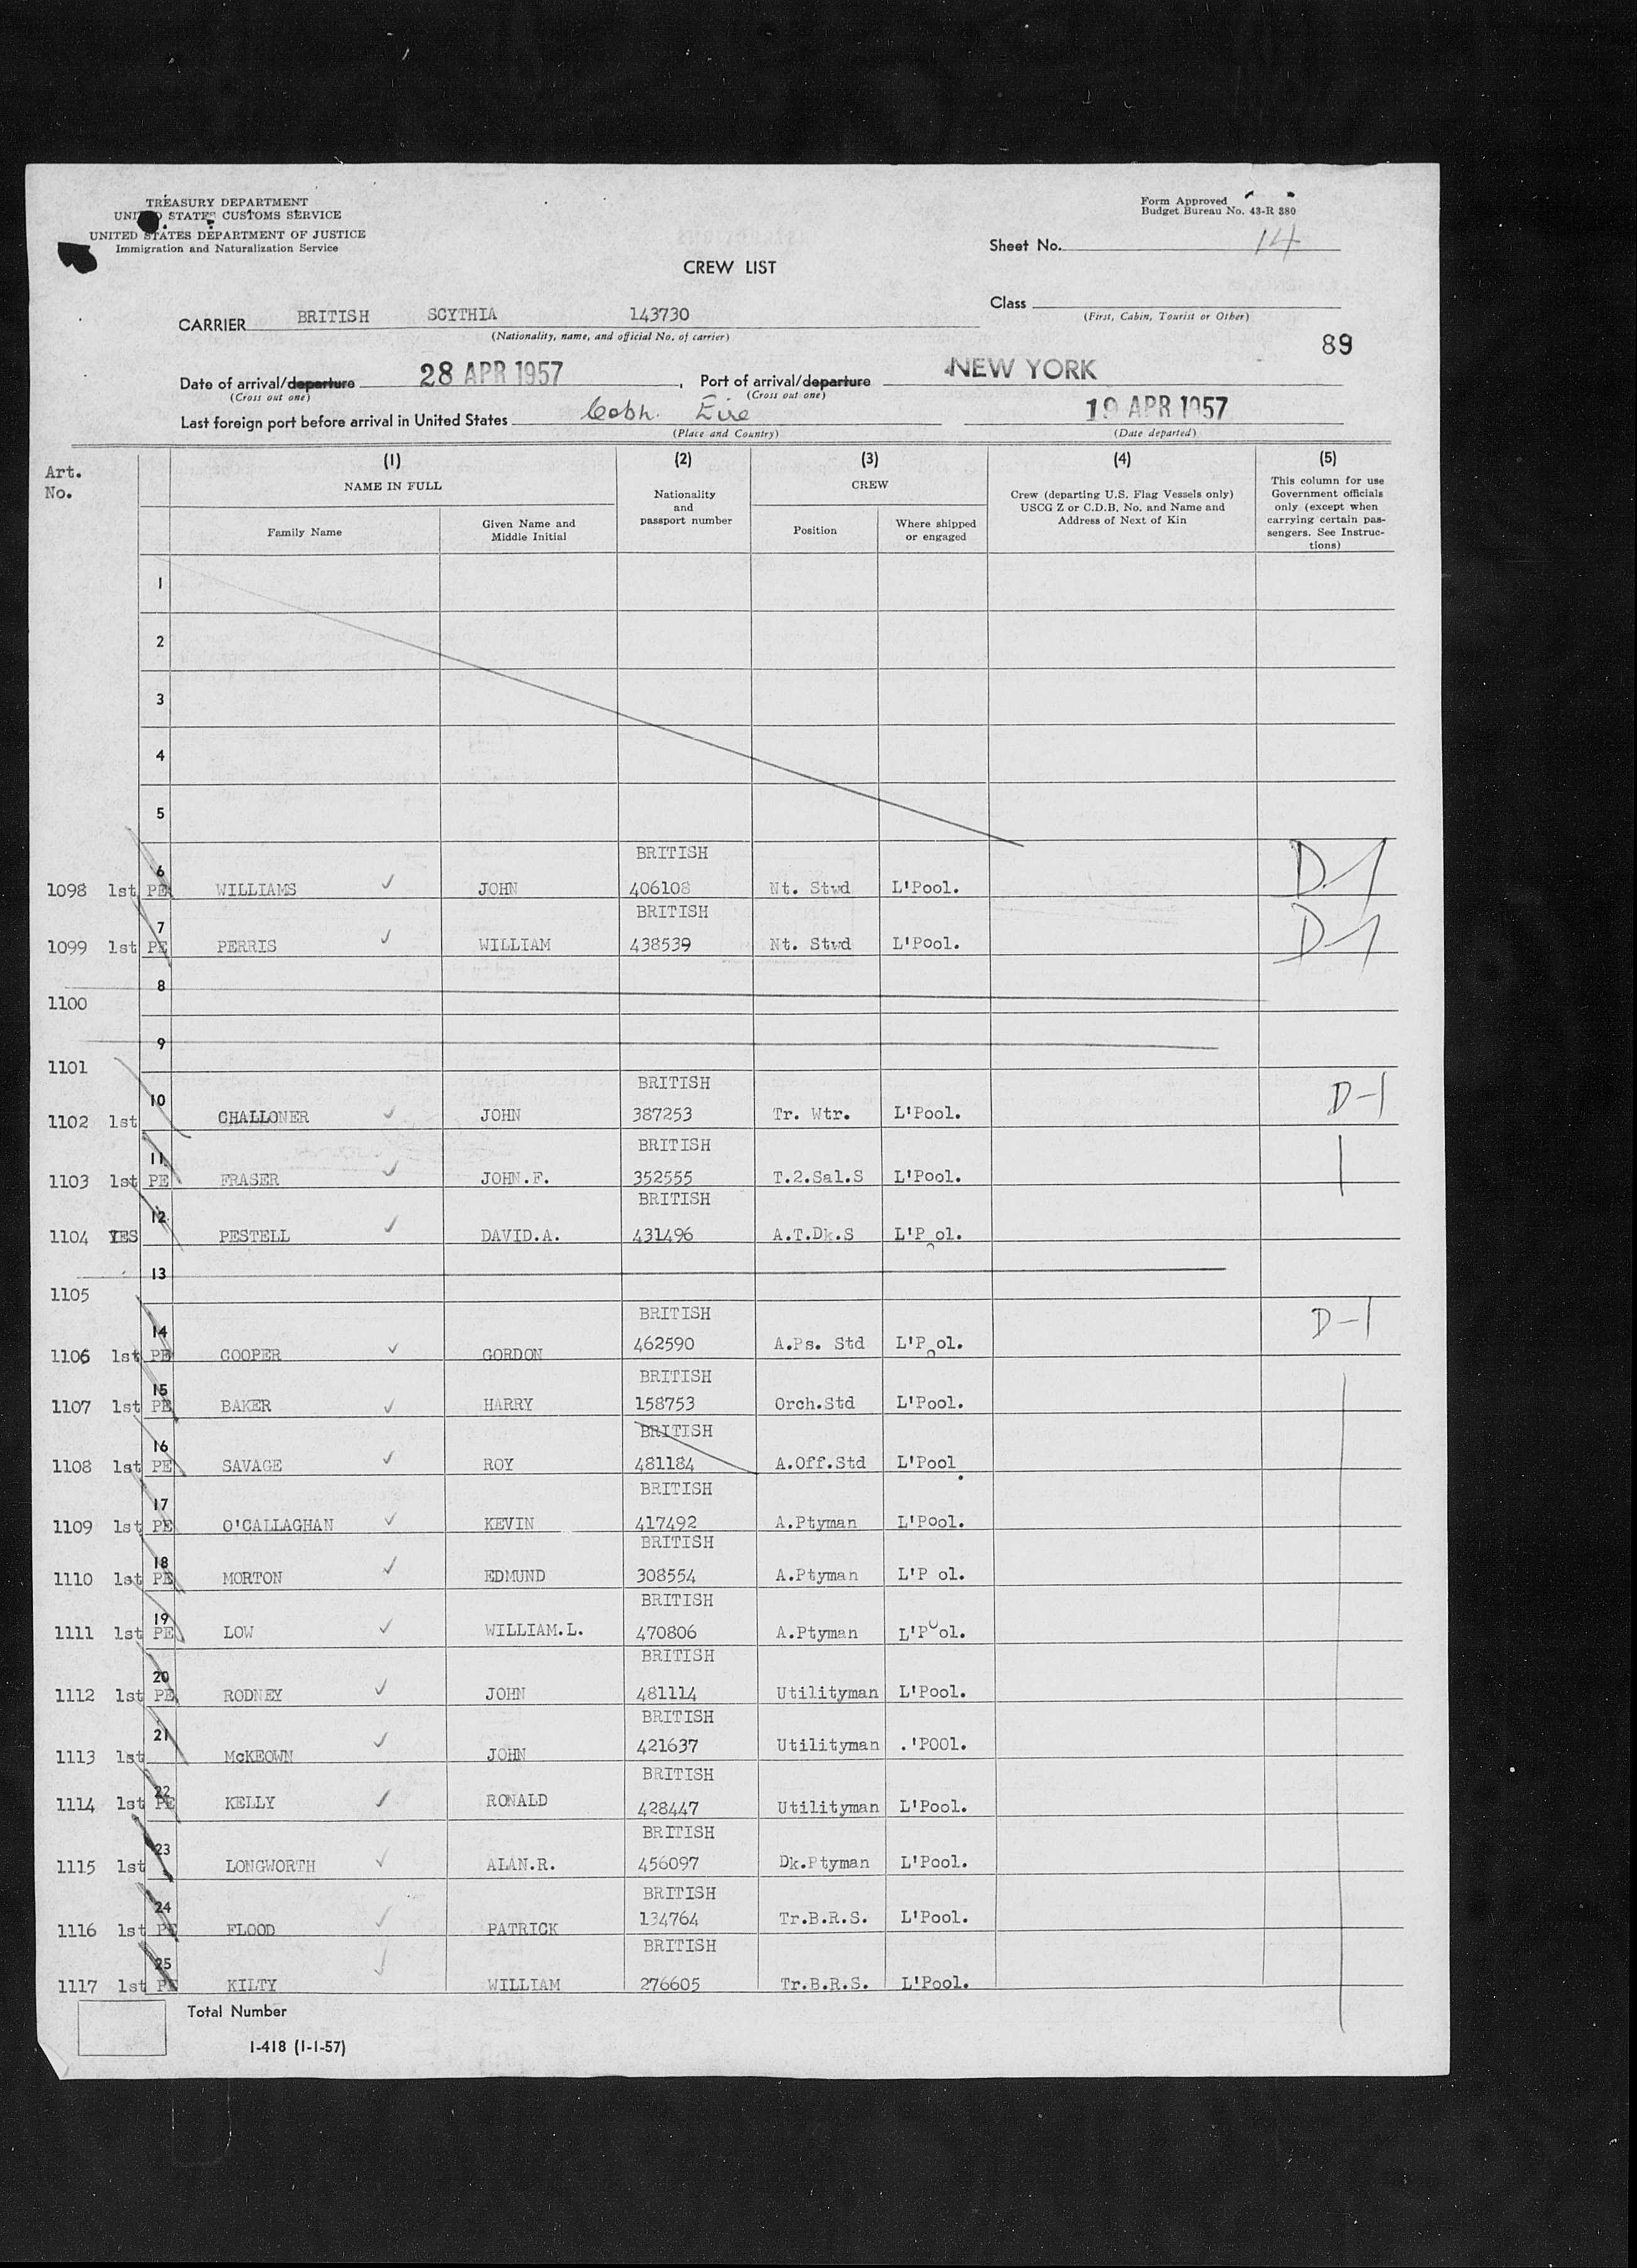 TREASURY DEPARTMENT
UNITED STATES CUSTOMS SERVICE
UNITED STATES DEPARTMENT OF JUSTICE
Immigration and Naturalization Service
Form Approved
Budget Bureau No. 43-R 380
Sheet No. 14
CREW LIST
Class
(First, Cabin, Tourist or Other)
CARRIER BRITISH SCYTHIA 143730
(Nationality, name, and official No. of carrier)
89
Date of arrival/departure 28 APR 1957, Port of arrival/departure NEW YORK
(Cross out one) (Cross out one)
Last foreign port before arrival in United States Cobh. Eire 19 APR 1957
(Place and Country) (Date departed)
Art. No.
(1) (2) (3) (4) (5)
NAME IN FULL
Family Name
Given Name and Middle Initial
Nationality and passport number
CREW
Position
Where shipped or engaged
Crew (departing U.S. Flag Vessels only) USCG Z or C.D.B. No. and Name and Address of Next of Kin
This column for use Government officials only (except when carrying certain passengers. See Instructions)
1
2
3
4
5
BRITISH
1098 1st 6 PE WILLIAMS ✓ JOHN 406108 Nt. Stwd L'Pool. D-1
BRITISH
1099 1st 7 PE PERRIS ✓ WILLIAM 438539 Nt. Stwd L'Pool. D-1
1100 8
1101 9
BRITISH
1102 1st 10 CHALLONER ✓ JOHN 387253 Tr. Wtr. L'Pool. D-1
BRITISH
1103 1st 11 PE FRASER ✓ JOHN.F. 352555 T.2.Sal.S L'Pool.
BRITISH
1104 YES 12 PESTELL ✓ DAVID.A. 431496 A.T.Dk.S L'Pool.
1105 13
BRITISH
1106 1st 14 PE COOPER ✓ GORDON 462590 A.Ps. Std L'Pool. D-1
BRITISH
1107 1st 15 PE BAKER ✓ HARRY 158753 Orch.Std L'Pool.
BRITISH
1108 1st 16 PE SAVAGE ✓ ROY 481184 A.Off.Std L'Pool.
BRITISH
1109 1st 17 PE O'CALLAGHAN ✓ KEVIN 417492 A.Ptyman L'Pool.
BRITISH
1110 1st 18 PE MORTON ✓ EDMUND 308554 A.Ptyman L'P ol.
BRITISH
1111 1st 19 PE LOW ✓ WILLIAM.L. 470806 A.Ptyman L'Pool.
BRITISH
1112 1st 20 PE RODNEY ✓ JOHN 481114 Utilityman L'Pool.
BRITISH
1113 1st 21 McKEOWN ✓ JOHN 421637 Utilityman .'POOl.
BRITISH
1114 1st 22 PE KELLY ✓ RONALD 428447 Utilityman L'Pool.
BRITISH
1115 1st 23 LONGWORTH ✓ ALAN.R. 456097 Dk.Ptyman L'Pool.
BRITISH
1116 1st 24 PE FLOOD ✓ PATRICK 134764 Tr.B.R.S. L'Pool.
BRITISH
1117 1st 25 PE KILTY ✓ WILLIAM 276605 Tr.B.R.S. L'Pool.
Total Number
I-418 (1-1-57)